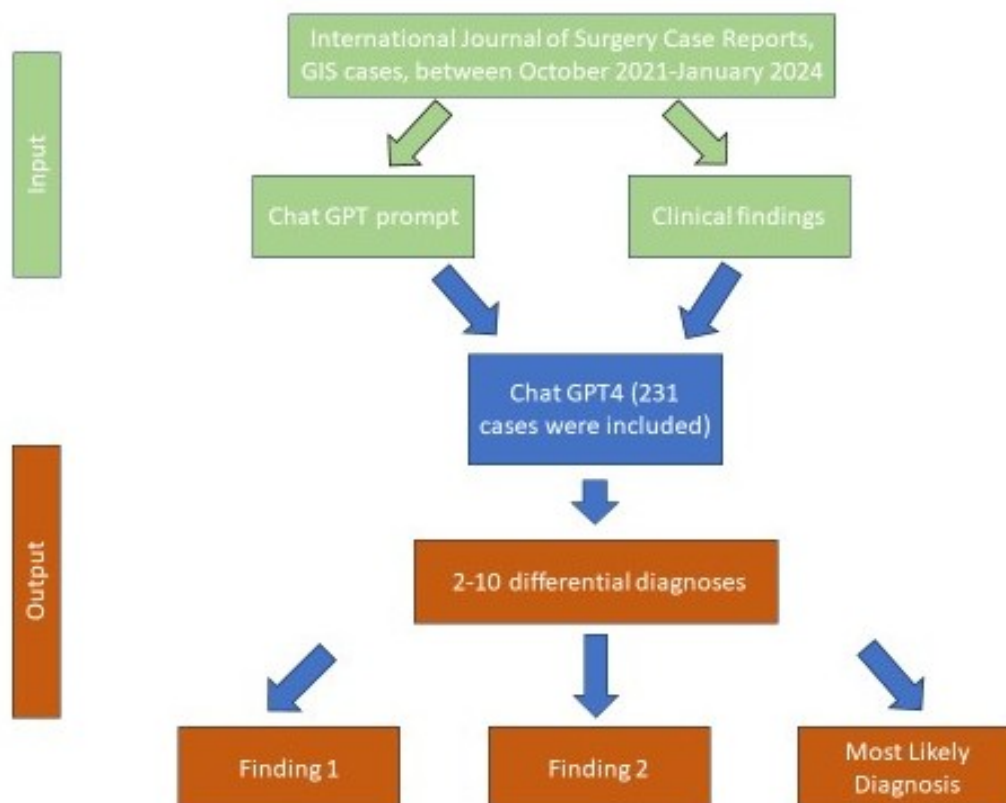 International Journal of Surgery Case Reports,
GIS cases, between October 2021-January 2024
Input
Chat GPT prompt
Clinical findings
Chat GPT4 (231
cases were included)
Output
2-10 differential diagnoses
Finding 1
Finding 2
Most Likely
Diagnosis